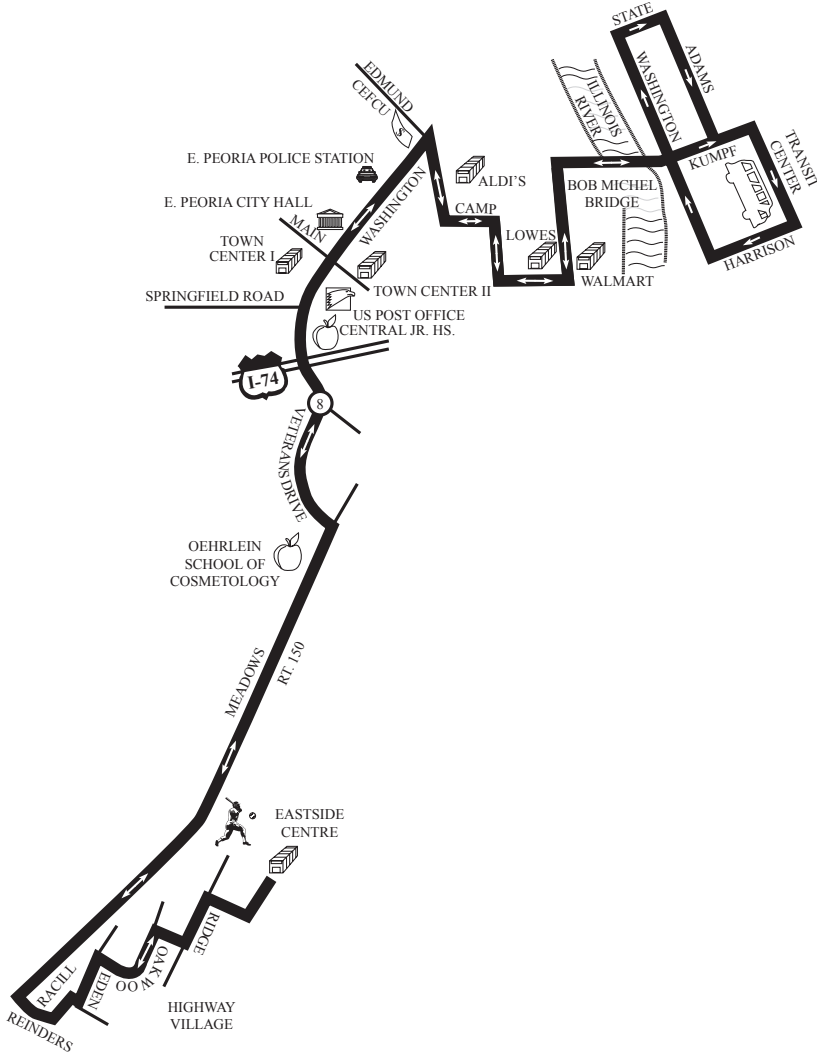 STATE
ADAMS
WASHINGTON
EDMUND
CEFCU
$
ILLINOIS
RIVER
TRANSIT
CENTER
KUMPF
E. PEORIA POLICE STATION
ALDI'S
BOB MICHEL
BRIDGE
E. PEORIA CITY HALL
WASHINGTON
CAMP
MAIN
LOWES
HARRISON
TOWN
CENTER I
WALMART
SPRINGFIELD ROAD
TOWN CENTER II
US POST OFFICE
CENTRAL JR. HS.
I-74
8
VETERANS DRIVE
OEHRLEIN
SCHOOL OF
COSMETOLOGY
MEADOWS
RT. 150
EASTSIDE
CENTRE
RIDGE
OAK WOO
EDEN
RACILL
REINDERS
HIGHWAY
VILLAGE